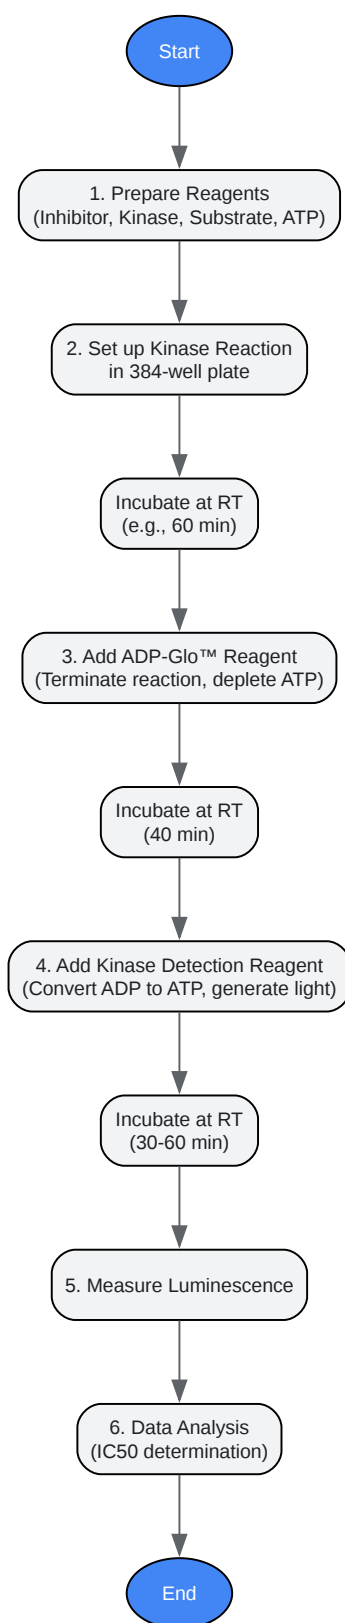 Start
1. Prepare Reagents
(Inhibitor, Kinase, Substrate, ATP)
2. Set up Kinase Reaction
in 384-well plate
Incubate at RT
(e.g., 60 min)
3. Add ADP-Glo™ Reagent
(Terminate reaction, deplete ATP)
Incubate at RT
(40 min)
4. Add Kinase Detection Reagent
(Convert ADP to ATP, generate light)
Incubate at RT
(30-60 min)
5. Measure Luminescence
6. Data Analysis
(IC50 determination)
End